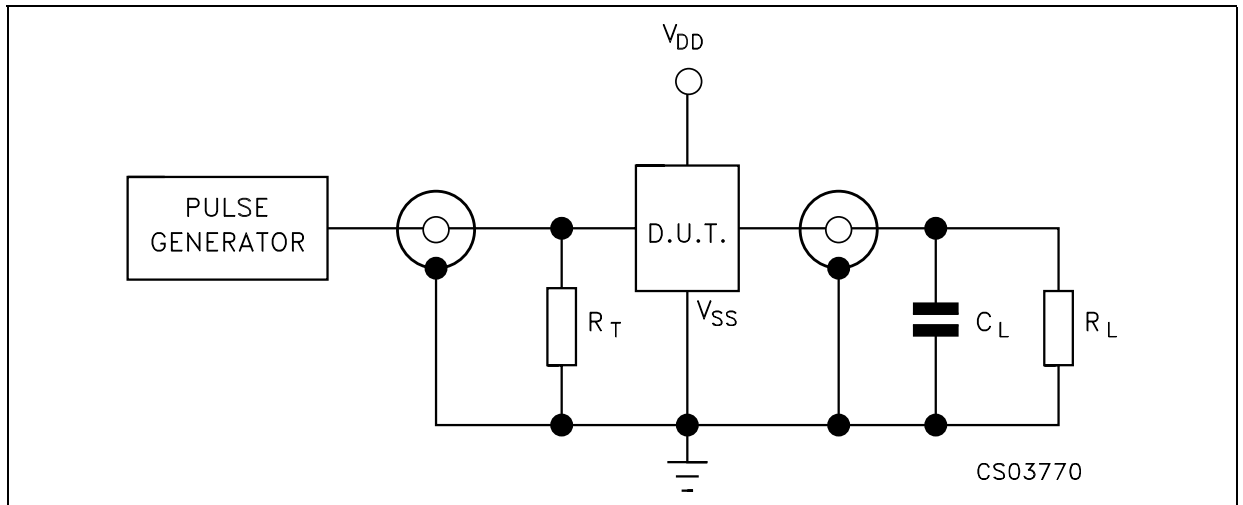 VDD
PULSE
GENERATOR
D.U.T.
VSS
RT
CL
RL
CS03770